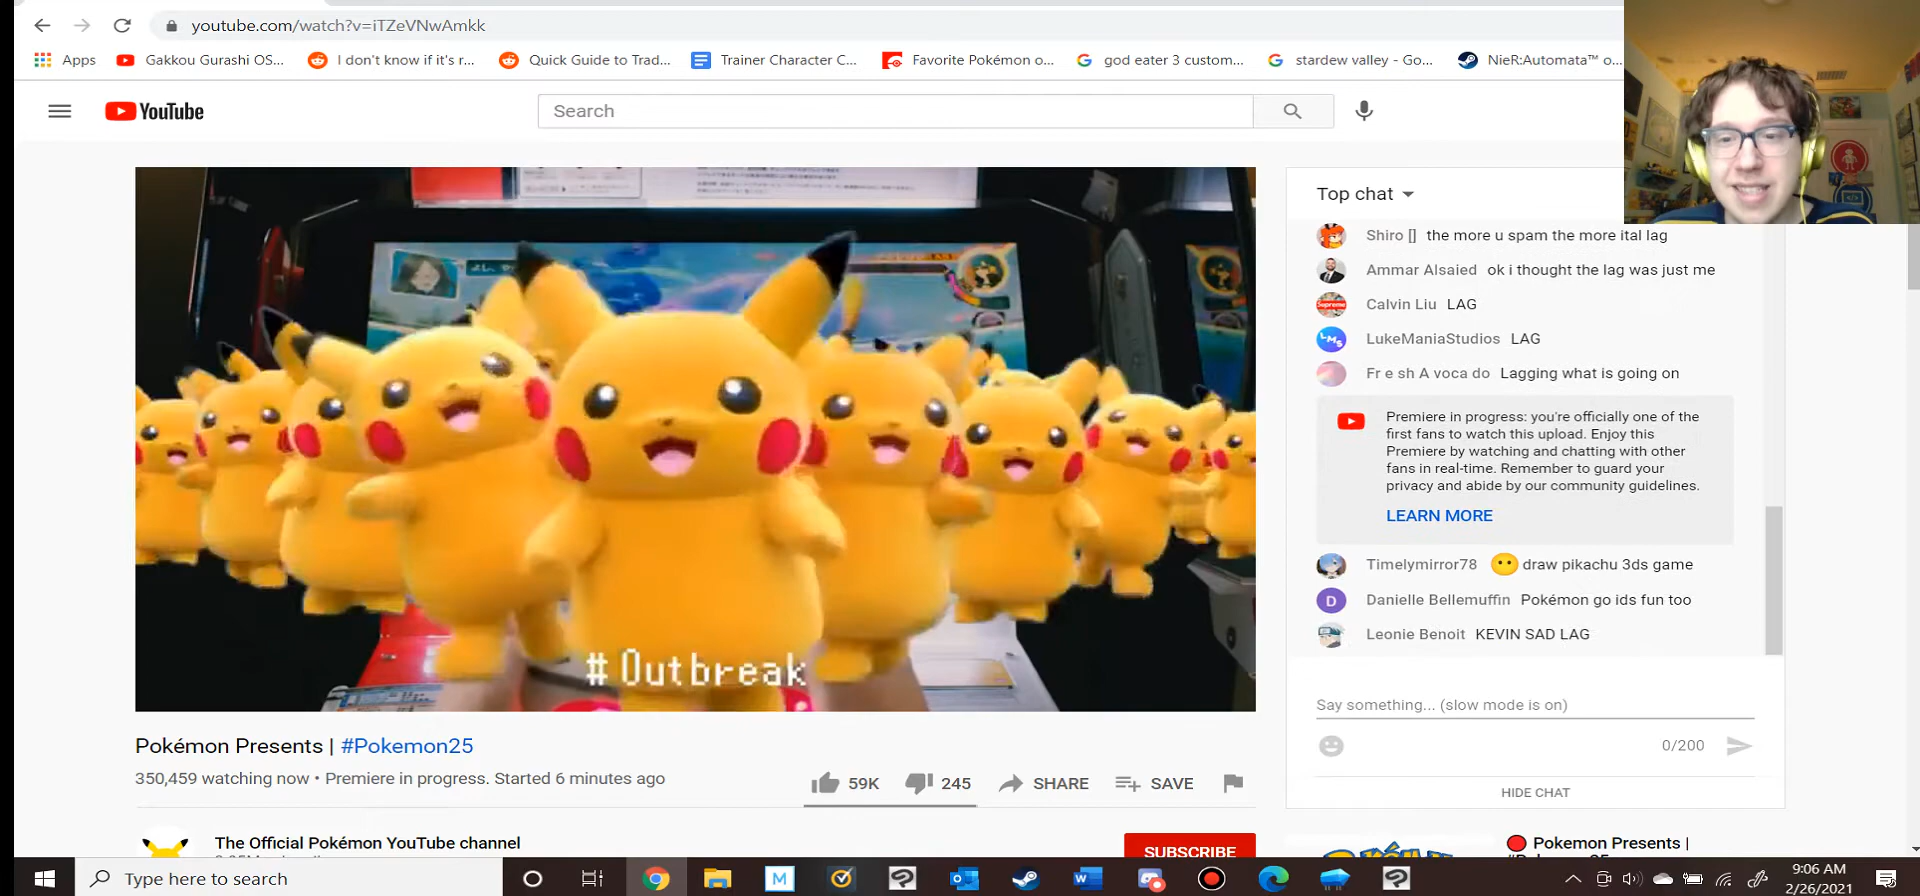 youtube.com/watch?v=iTZeVNwAmkk
Apps
Gakkou Gurashi OS...
I don't know if it's r...
Quick Guide to Trad...
Trainer Character C...
Favorite Pokémon o...
god eater 3 custom...
stardew valley - Go...
NieR:Automata™ o...
YouTube
Search
# Outbreak
Pokémon Presents | #Pokemon25
350,459 watching now • Premiere in progress. Started 6 minutes ago
59K
245
SHARE
SAVE
The Official Pokémon YouTube channel
SUBSCRIBE
Top chat
Shiro [] the more u spam the more ital lag
Ammar Alsaied ok i thought the lag was just me
Calvin Liu LAG
LukeManiaStudios LAG
Fr e sh A voca do Lagging what is going on
Premiere in progress: you're officially one of the
first fans to watch this upload. Enjoy this
Premiere by watching and chatting with other
fans in real-time. Remember to guard your
privacy and abide by our community guidelines.
LEARN MORE
Timelymirror78 draw pikachu 3ds game
D Danielle Bellemuffin Pokémon go ids fun too
Leonie Benoit KEVIN SAD LAG
Say something... (slow mode is on)
0/200
HIDE CHAT
Pokemon Presents |
Type here to search
9:06 AM
2/26/2021